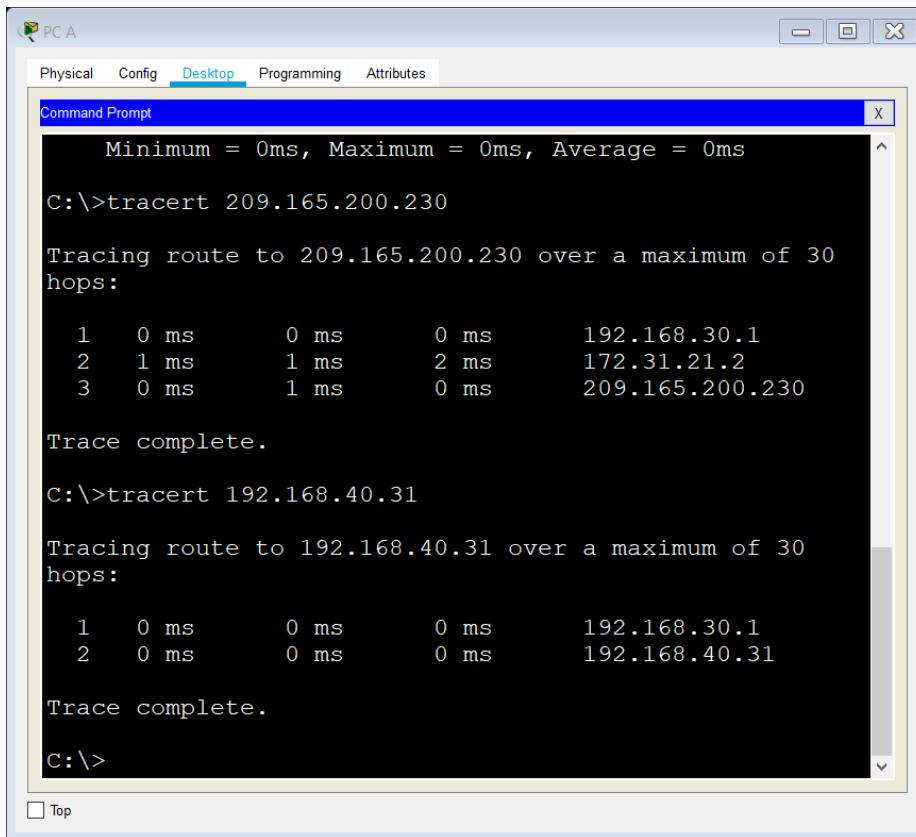 PC A
Physical Config Desktop Programming Attributes
Command Prompt X
Minimum = 0ms, Maximum = 0ms, Average = 0ms
C:\>tracert 209.165.200.230
Tracing route to 209.165.200.230 over a maximum of 30
hops:
1 0 ms 0 ms 0 ms 192.168.30.1
2 1 ms 1 ms 2 ms 172.31.21.2
3 0 ms 1 ms 0 ms 209.165.200.230
Trace complete.
C:\>tracert 192.168.40.31
Tracing route to 192.168.40.31 over a maximum of 30
hops:
1 0 ms 0 ms 0 ms 192.168.30.1
2 0 ms 0 ms 0 ms 192.168.40.31
Trace complete.
C:\>
Top